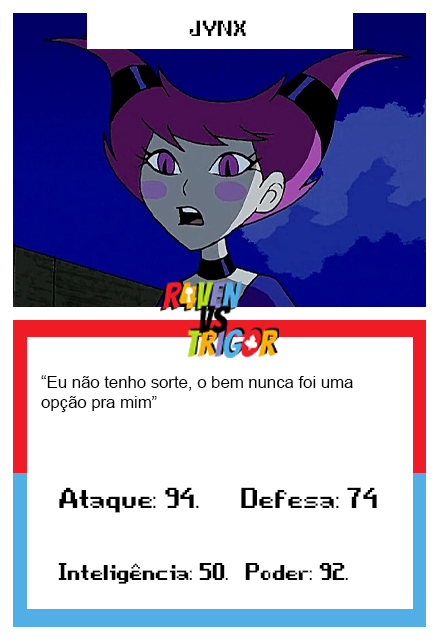 JYNX
RAVEN
VS
TRIGOR
“Eu não tenho sorte, o bem nunca foi uma
opção pra mim”
Ataque: 94. Defesa: 74
Inteligência: 50. Poder: 92.